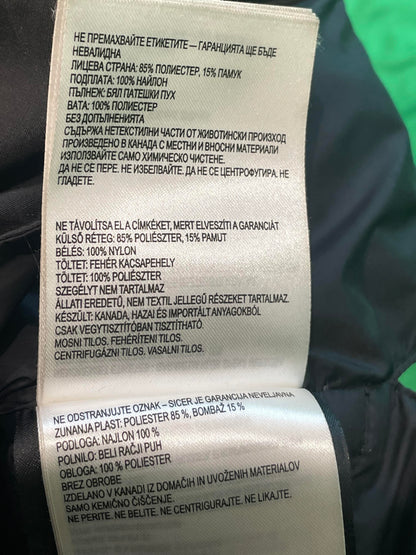 НЕ ПРЕМАХВАЙТЕ ЕТИКЕТИТЕ — ГАРАНЦИЯТА ЩЕ БЪДЕ
НЕВАЛИДНА
ЛИЦЕВА СТРАНА: 85% ПОЛИЕСТЕР, 15% ПАМУК
ПОДПЛАТА: 100% НАЙЛОН
ПЪЛНЕЖ: БЯЛ ПАТЕШКИ ПУХ
ВАТА: 100% ПОЛИЕСТЕР
БЕЗ ДОПЪЛНЕНИЯТА
СЪДЪРЖА НЕТЕКСТИЛНИ ЧАСТИ ОТ ЖИВОТИНСКИ ПРОИЗХОД
ПРОИЗВЕДЕНО В КАНАДА С МЕСТНИ И ВНОСНИ МАТЕРИАЛИ
ИЗПОЛЗВАЙТЕ САМО ХИМИЧЕСКО ЧИСТЕНЕ.
ДА НЕ СЕ ПЕРЕ. НЕ ИЗБЕЛВАЙТЕ. ДА НЕ СЕ ЦЕНТРОФУГИРА. НЕ
ГЛАДЕТЕ.
NE TÁVOLÍTSA EL A CÍMKÉKET, MERT ELVESZÍTI A GARANCIÁT
KÜLSŐ RÉTEG: 85% POLIÉSZTER, 15% PAMUT
BÉLÉS: 100% NYLON
TÖLTET: FEHÉR KACSAPEHELY
TÖLTET: 100% POLIÉSZTER
SZEGÉLYT NEM TARTALMAZ
ÁLLATI EREDETŰ, NEM TEXTIL JELLEGŰ RÉSZEKET TARTALMAZ.
KÉSZÜLT: KANADA, HAZAI ÉS IMPORTÁLT ANYAGOKBÓL
CSAK VEGYTISZTÍTÓBAN TISZTÍTHATÓ.
MOSNI TILOS. FEHÉRÍTENI TILOS.
CENTRIFUGÁZNI TILOS. VASALNI TILOS.
NE ODSTRANJUJTE OZNAK – SICER JE GARANCIJA NEVELJAVNA
ZUNANJA PLAST: POLIESTER 85 %, BOMBAŽ 15 %
PODLOGA: NAJLON 100 %
POLNILO: BELI RAČJI PUH
OBLOGA: 100 % POLIESTER
BREZ OBROBE
IZDELANO V KANADI IZ DOMAČIH IN UVOŽENIH MATERIALOV
SAMO KEMIČNO ČIŠČENJE.
NE PERITE. NE BELITE. NE CENTRIFUGIRAJTE. NE LIKAJTE.